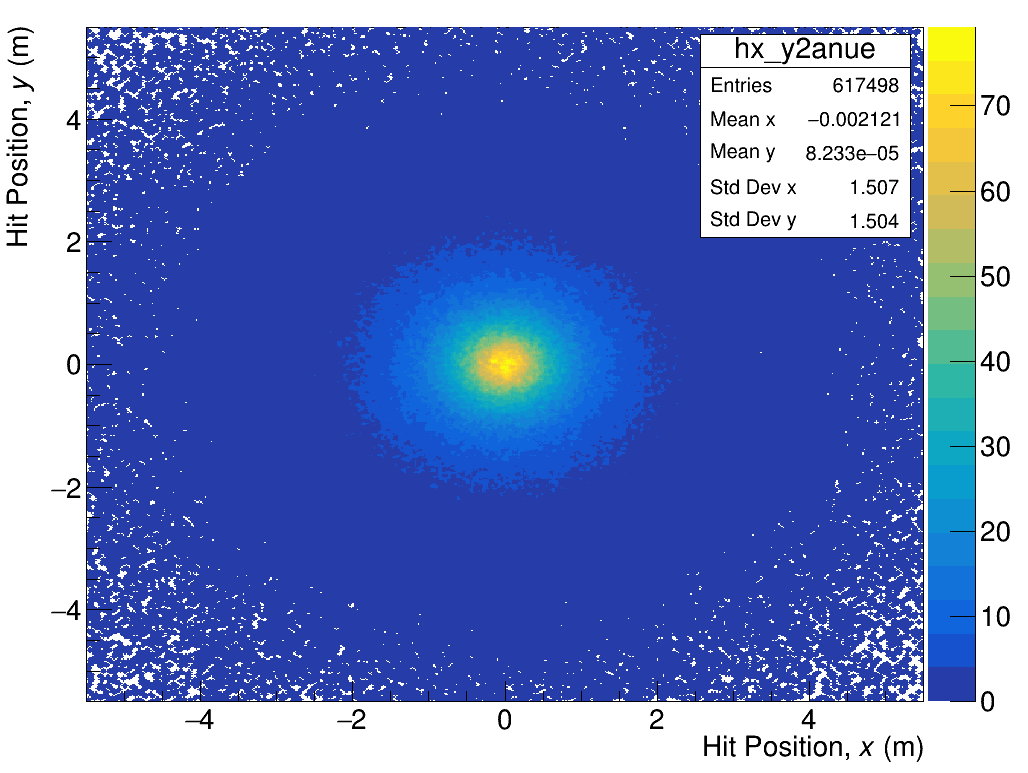 Hit Position, y (m)
hx_y2anue
Entries 617498
Mean x −0.002121
Mean y 8.233e−05
Std Dev x 1.507
Std Dev y 1.504
4
2
0
−2
−4
−4 −2 0 2 4
Hit Position, x (m)
70
60
50
40
30
20
10
0